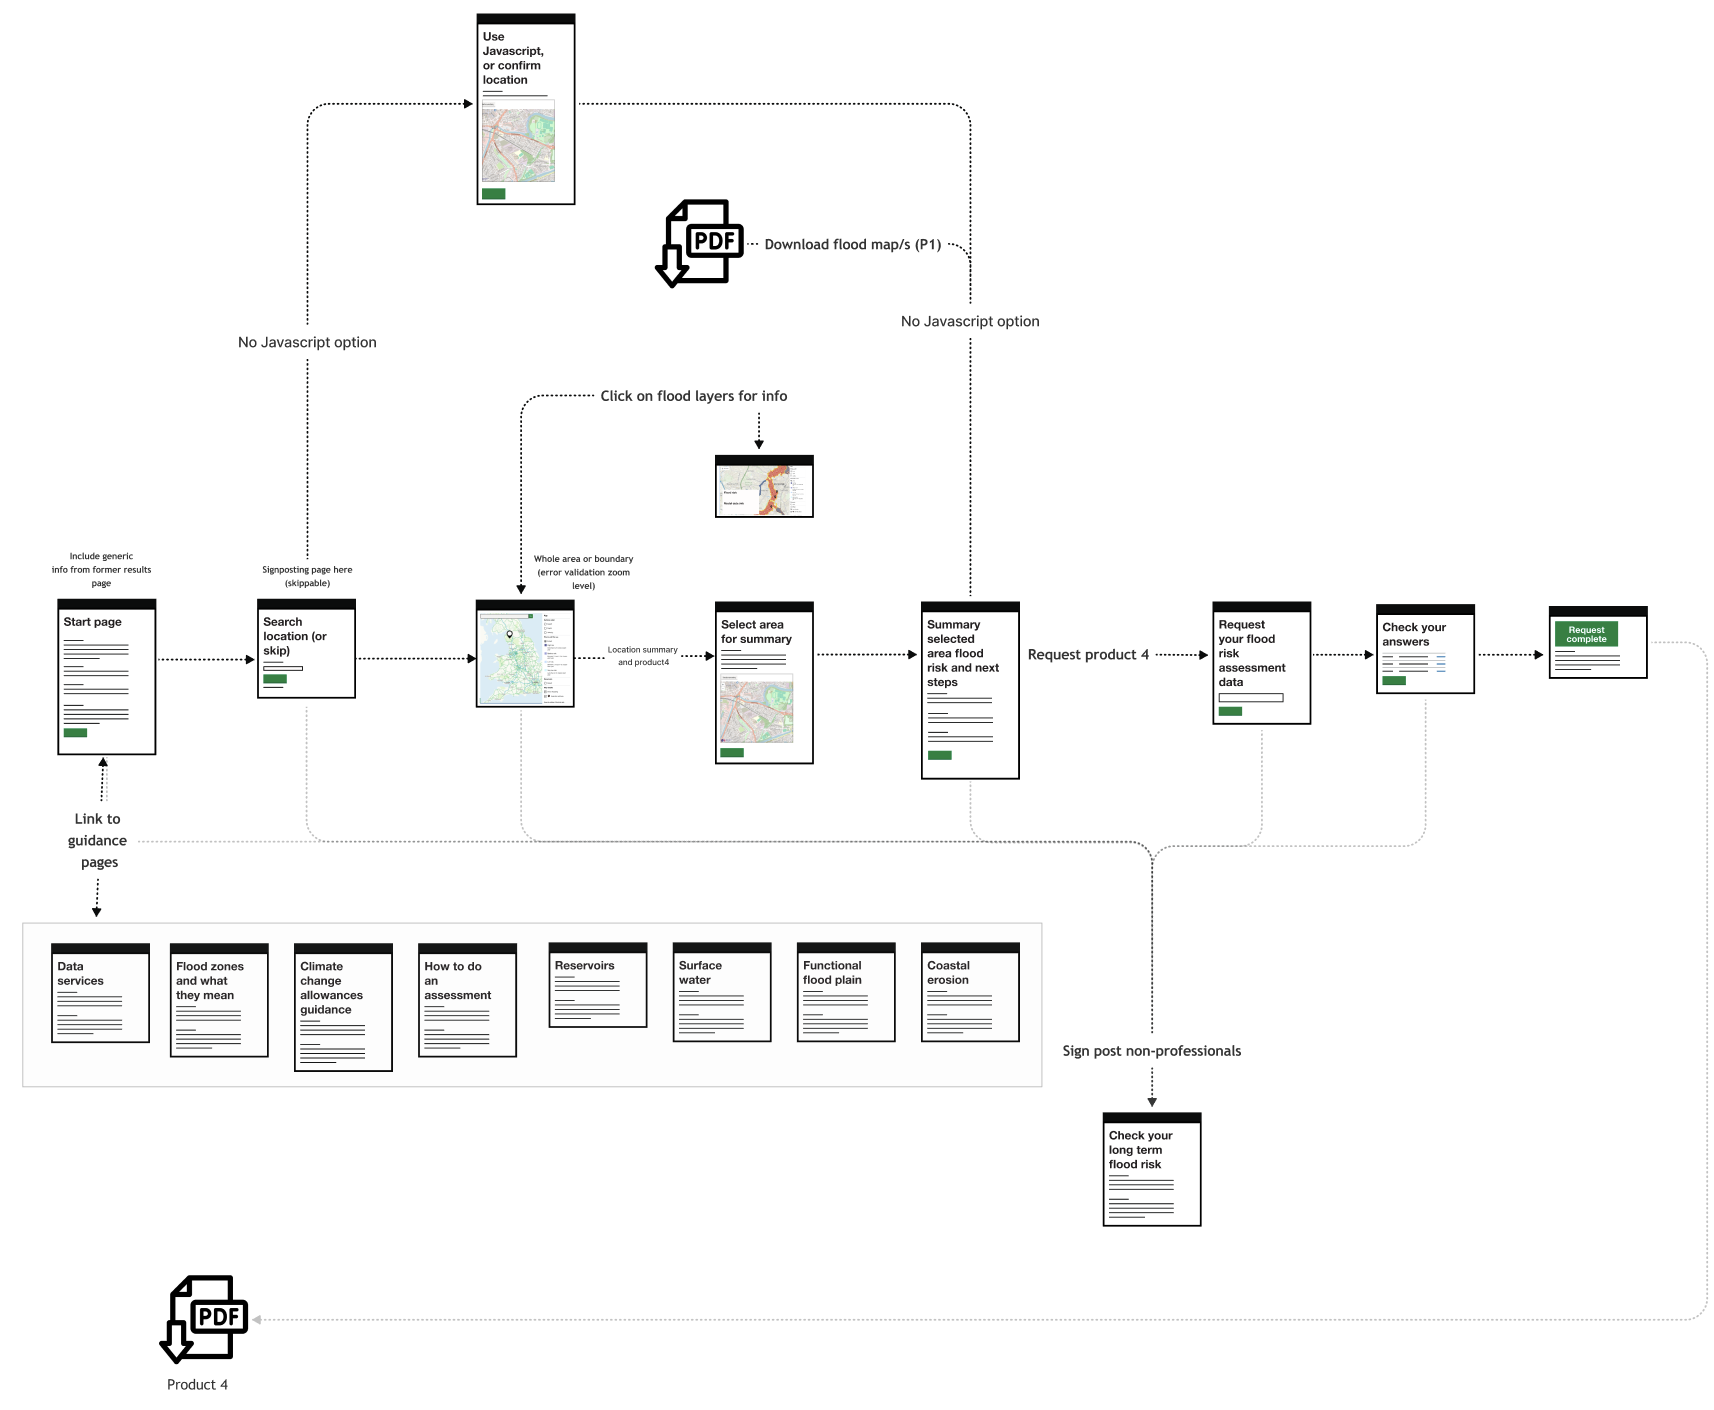 Use
Javascript,
or confirm
location
PDF
Download flood map/s (P1)
No Javascript option
No Javascript option
Click on flood layers for info
Include generic
info from former results
page
Signposting page here
(skippable)
Whole area or boundary
(error validation zoom
level)
Start page
Search
location (or
skip)
Location summary
and product4
Select area
for summary
Summary
selected
area flood
risk and next
steps
Request product 4
Request
your flood
risk
assessment
data
Check your
answers
Request
complete
Link to
guidance
pages
Data
services
Flood zones
and what
they mean
Climate
change
allowances
guidance
How to do
an
assessment
Reservoirs
Surface
water
Functional
flood plain
Coastal
erosion
Sign post non-professionals
Check your
long term
flood risk
PDF
Product 4